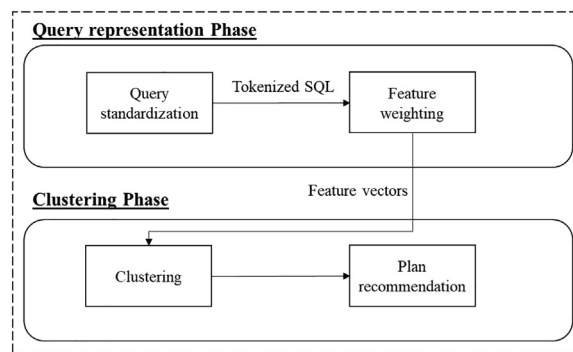 Query representation Phase
Query
standardization
Tokenized SQL
Feature
weighting
Feature vectors
Clustering Phase
Clustering
Plan
recommendation